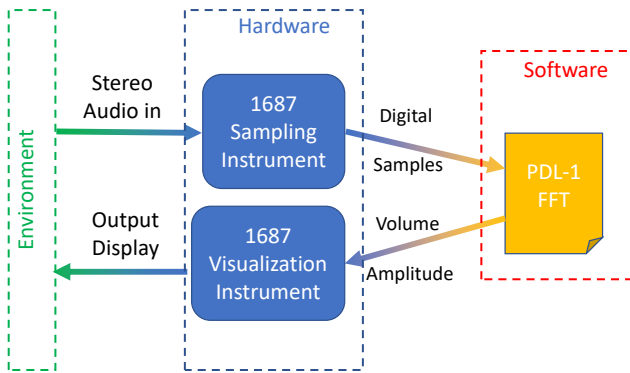 Environment
Hardware
Software
Stereo
Audio in
1687
Sampling
Instrument
Digital
Samples
PDL-1
FFT
Volume
Amplitude
1687
Visualization
Instrument
Output
Display